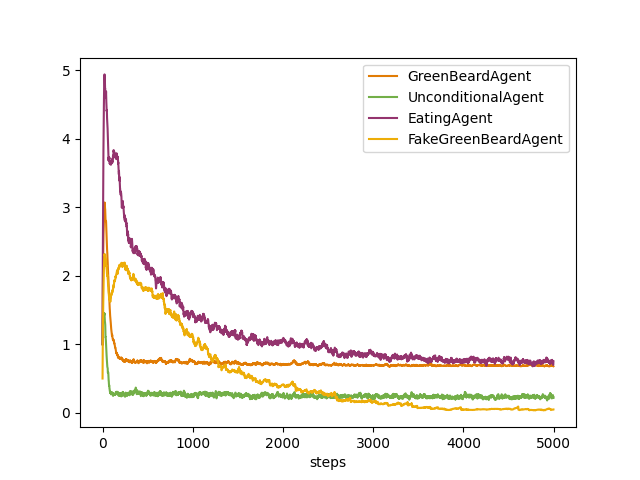 GreenBeardAgent
UnconditionalAgent
EatingAgent
FakeGreenBeardAgent
5
4
3
2
1
0
0 1000 2000 3000 4000 5000
steps